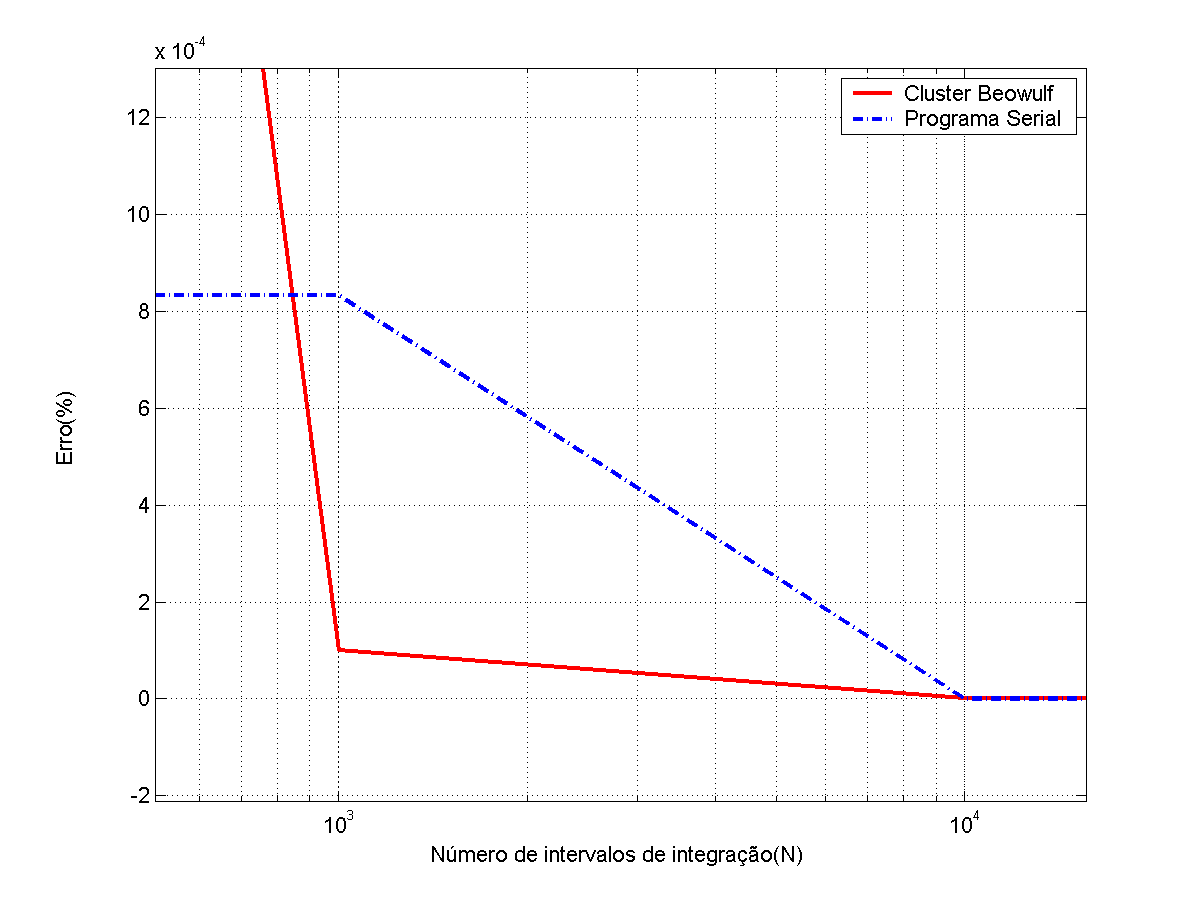 x 10^-4
Cluster Beowulf
Programa Serial
12
10
8
6
4
2
0
-2
Erro(%)
10^3
10^4
Número de intervalos de integração(N)